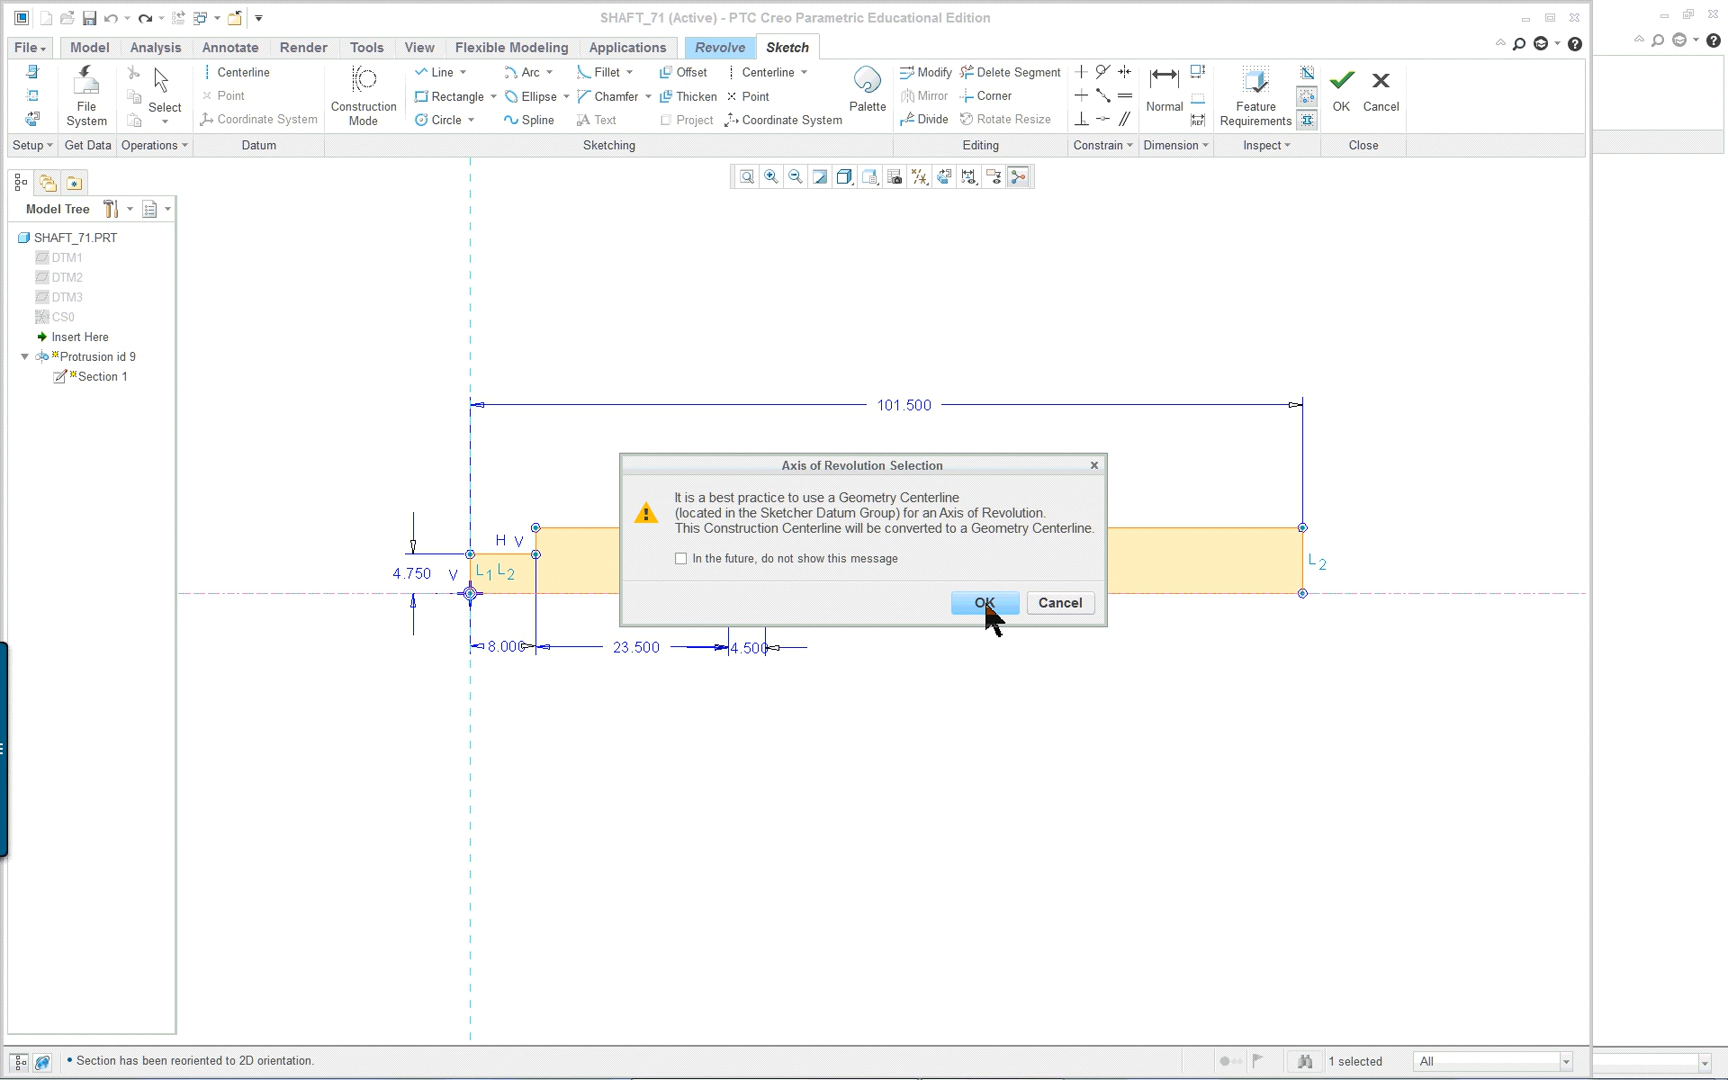 SHAFT_71 (Active) - PTC Creo Parametric Educational Edition
File
Model
Analysis
Annotate
Render
Tools
View
Flexible Modeling
Applications
Revolve
Sketch
File System
Select
Centerline
Point
Coordinate System
Construction Mode
Line
Rectangle
Circle
Arc
Ellipse
Spline
Fillet
Chamfer
Text
Offset
Thicken
Project
Centerline
Point
Coordinate System
Palette
Modify
Mirror
Divide
Delete Segment
Corner
Rotate Resize
Normal
Feature Requirements
OK
Cancel
Setup
Get Data
Operations
Datum
Sketching
Editing
Constrain
Dimension
Inspect
Close
Model Tree
SHAFT_71.PRT
DTM1
DTM2
DTM3
CS0
Insert Here
Protrusion id 9
Section 1
101.500
Axis of Revolution Selection
It is a best practice to use a Geometry Centerline
(located in the Sketcher Datum Group) for an Axis of Revolution.
This Construction Centerline will be converted to a Geometry Centerline.
In the future, do not show this message
OK
Cancel
H V
4.750 V L1 L2
L2
8.000
23.500
4.500
Section has been reoriented to 2D orientation.
1 selected
All